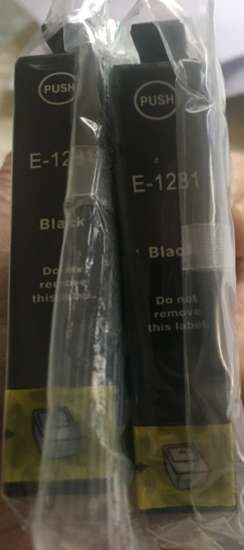 PUSH
E-12
Black
Do not
remove
this label.
PUSH
E-1281
Black
Do not
remove
this label.